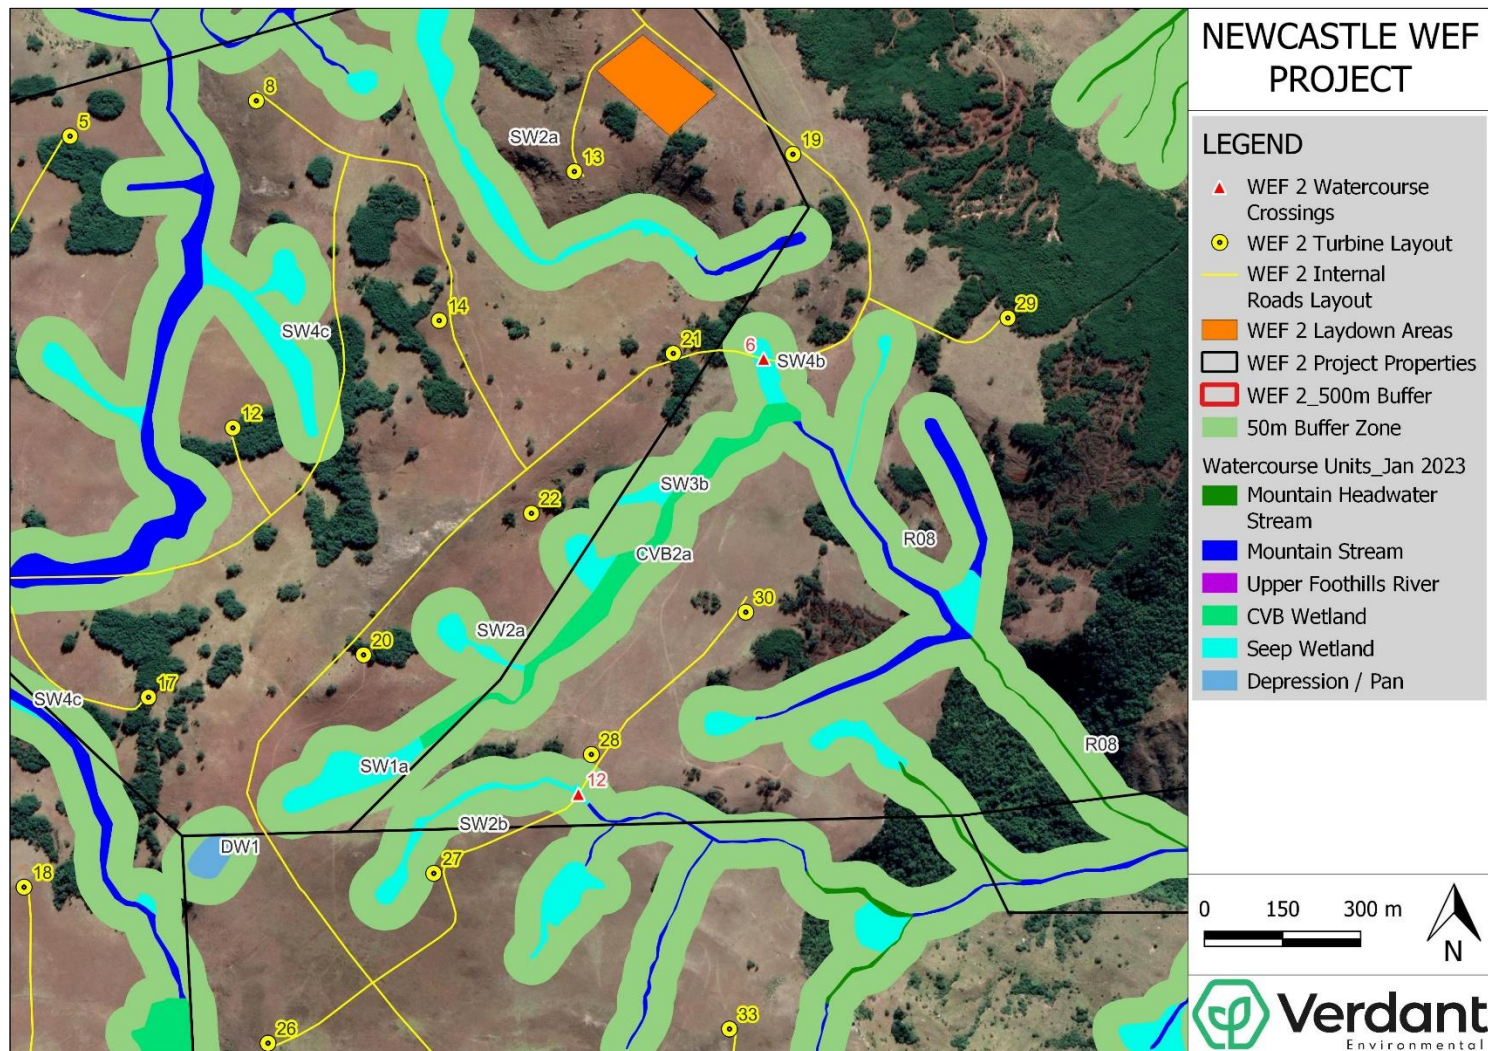 NEWCASTLE WEF
PROJECT
LEGEND
WEF 2 Watercourse
Crossings
WEF 2 Turbine Layout
WEF 2 Internal
Roads Layout
WEF 2 Laydown Areas
WEF 2 Project Properties
WEF 2_500m Buffer
50m Buffer Zone
Watercourse Units_Jan 2023
Mountain Headwater
Stream
Mountain Stream
Upper Foothills River
CVB Wetland
Seep Wetland
Depression / Pan
0 150 300 m
N
Verdant
Environmental
8
5
SW2a
13
19
14
29
SW4c
21
6
SW4b
12
SW3b
22
R08
CVB2a
30
SW2a
20
17
SW4c
R08
28
SW1a
12
SW2b
DW1
27
18
33
26